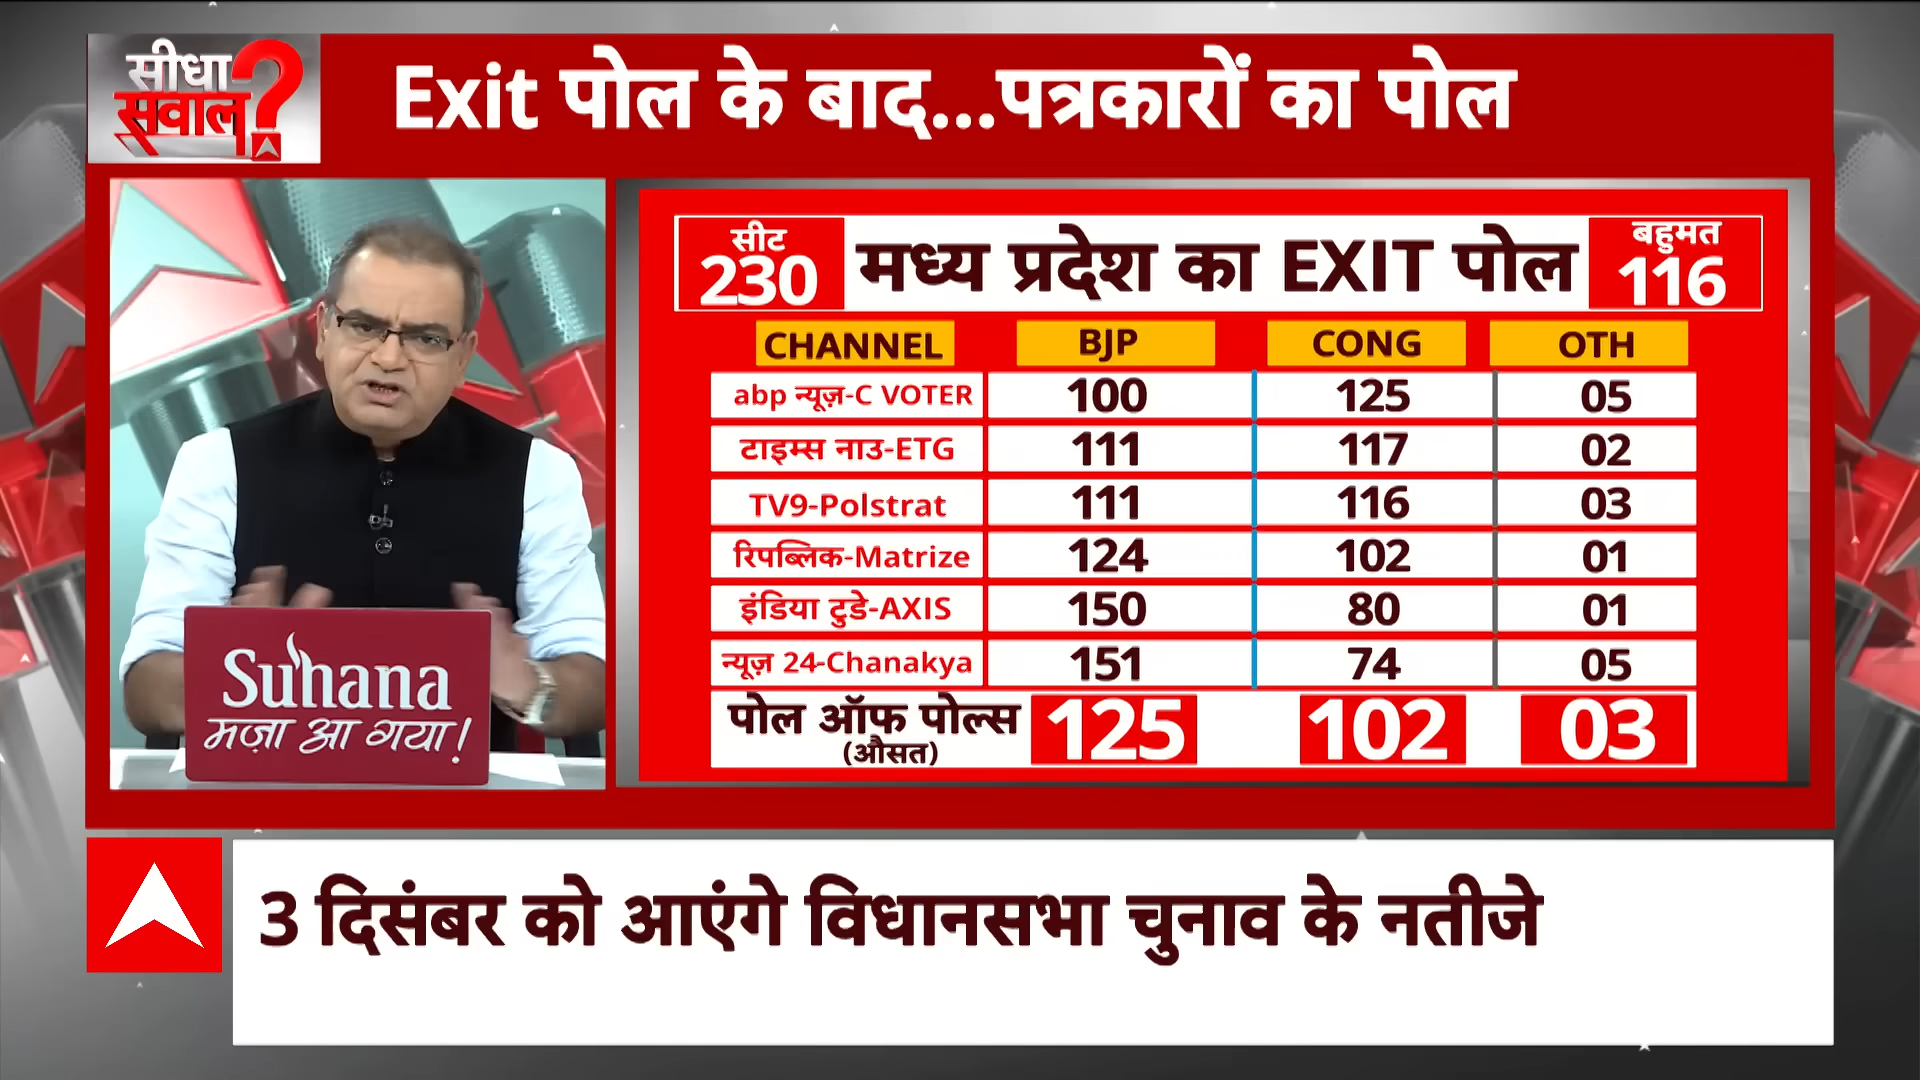 सीधा
सवाल?
Exit पोल के बाद...पत्रकारों का पोल
सीट
230
मध्य प्रदेश का EXIT पोल
बहुमत
116
CHANNEL BJP CONG OTH
abp न्यूज़-C VOTER 100 125 05
टाइम्स नाउ-ETG 111 117 02
TV9-Polstrat 111 116 03
रिपब्लिक-Matrize 124 102 01
इंडिया टुडे-AXIS 150 80 01
न्यूज़ 24-Chanakya 151 74 05
पोल ऑफ पोल्स 125 102 03
(औसत)
Suhana
मज़ा आ गया!
3 दिसंबर को आएंगे विधानसभा चुनाव के नतीजे